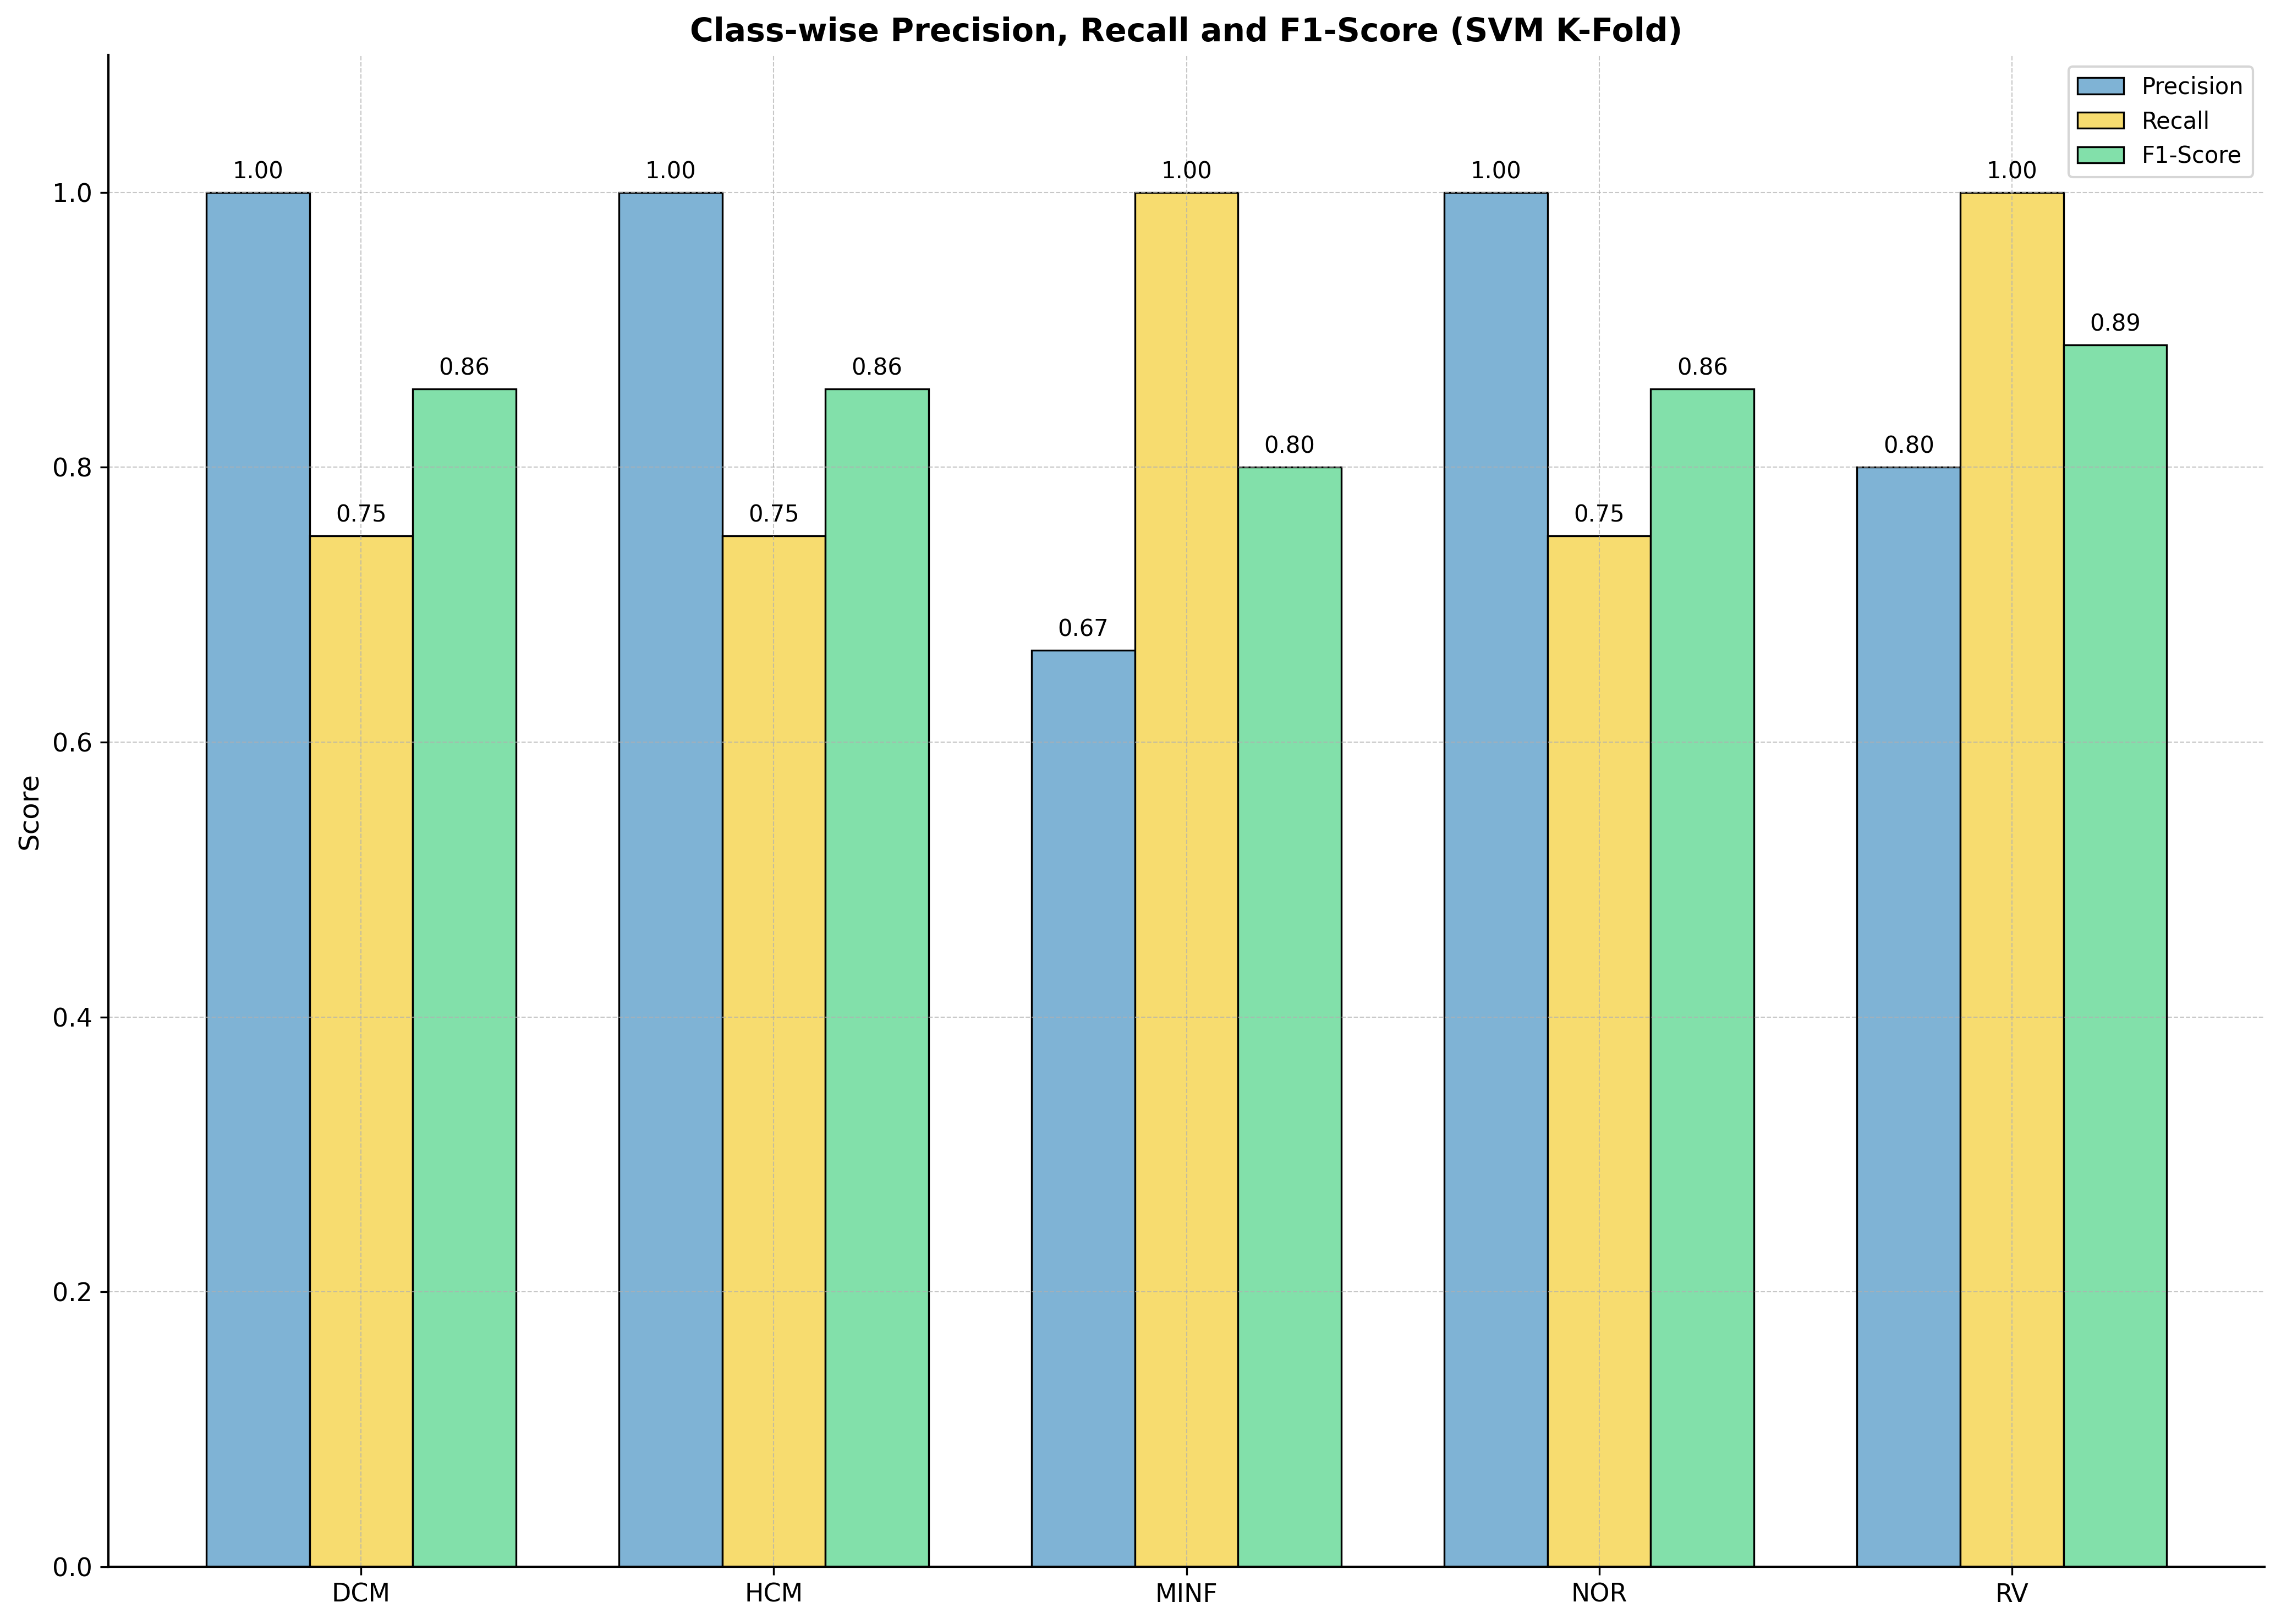 Class-wise Precision, Recall and F1-Score (SVM K-Fold)
Precision
Recall
F1-Score
1.00 1.00 1.00 1.00 1.00
0.89
0.86 0.86 0.86
0.80 0.80
0.75 0.75 0.75
0.67
1.0
0.8
0.6
0.4
0.2
0.0
Score
DCM HCM MINF NOR RV